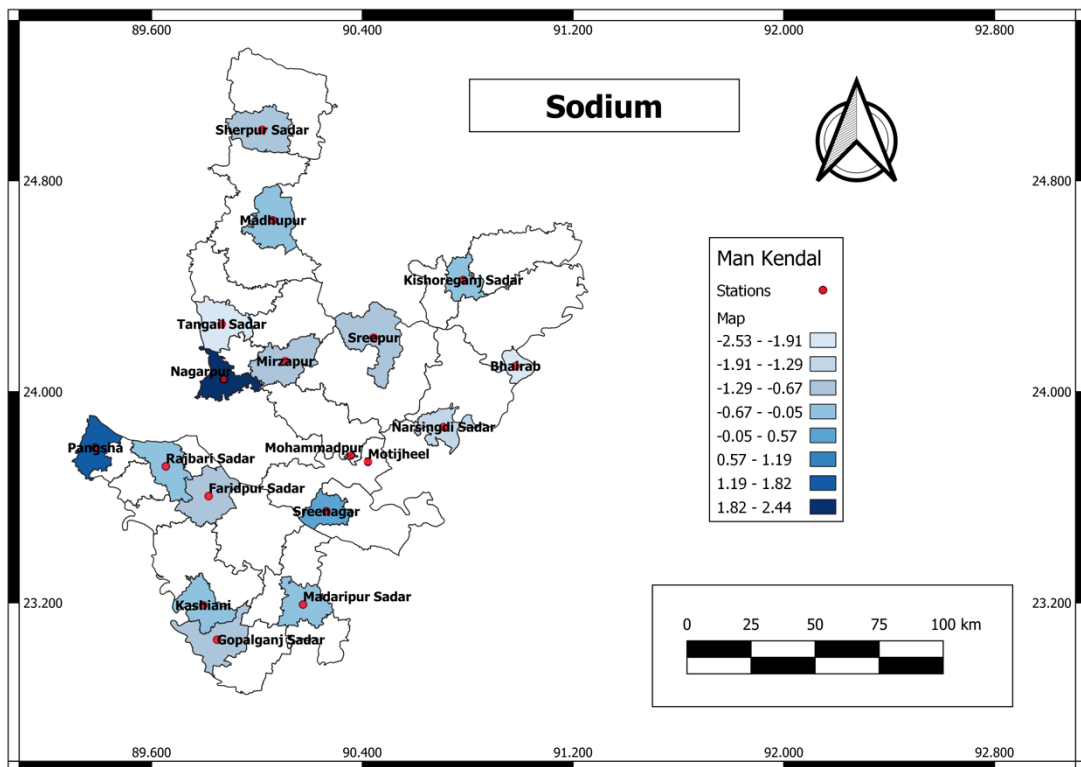 89.600 90.400 91.200 92.000 92.800
Sodium
Sherpur Sadar
24.800 24.800
Madhupur
Kishoreganj Sadar
Tangail Sadar
Sreepur
Mirzapur
Bhairab
Nagarpur
24.000 24.000
Narsingdi Sadar
Pangsha
Mohammadpur
Motijheel
Rajbari Sadar
Faridpur Sadar
Sreenagar
23.200 23.200
Kashiani
Madaripur Sadar
Gopalganj Sadar
Man Kendal
Stations
Map
-2.53 - -1.91
-1.91 - -1.29
-1.29 - -0.67
-0.67 - -0.05
-0.05 - 0.57
0.57 - 1.19
1.19 - 1.82
1.82 - 2.44
0 25 50 75 100 km
89.600 90.400 91.200 92.000 92.800